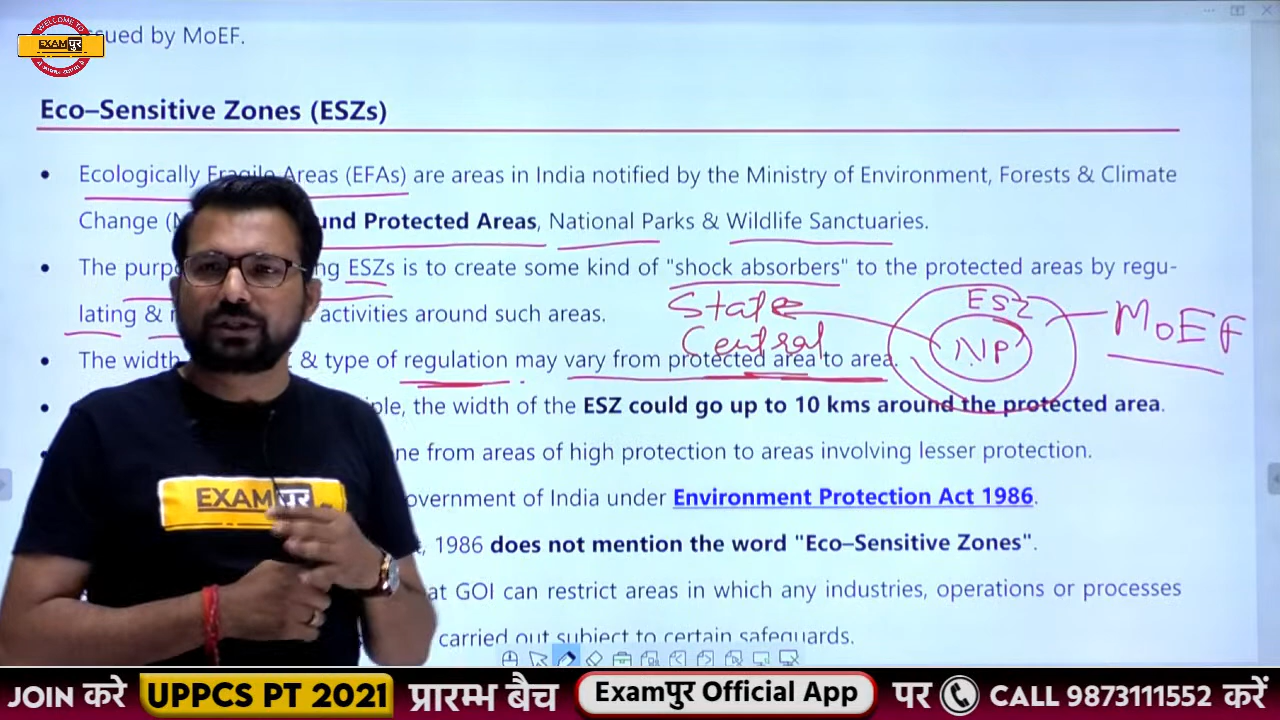 WELCOME TO
EXAMपुर
ssued by MoEF.
Eco–Sensitive Zones (ESZs)
• Ecologically Fragile Areas (EFAs) are areas in India notified by the Ministry of Environment, Forests & Climate
Change (M und Protected Areas, National Parks & Wildlife Sanctuaries.
• The purp ng ESZs is to create some kind of "shock absorbers" to the protected areas by regu-
lating & activities around such areas.
State
ESZ
MoEF
Central
NP
• The width & type of regulation may vary from protected area to area.
• ple, the width of the ESZ could go up to 10 kms around the protected area.
ne from areas of high protection to areas involving lesser protection.
overnment of India under Environment Protection Act 1986.
, 1986 does not mention the word "Eco–Sensitive Zones".
at GOI can restrict areas in which any industries, operations or processes
carried out subject to certain safeguards.
EXAMपुर
JOIN करे UPPCS PT 2021 प्रारम्भ बैच Examपुर Official App पर CALL 9873111552 करें